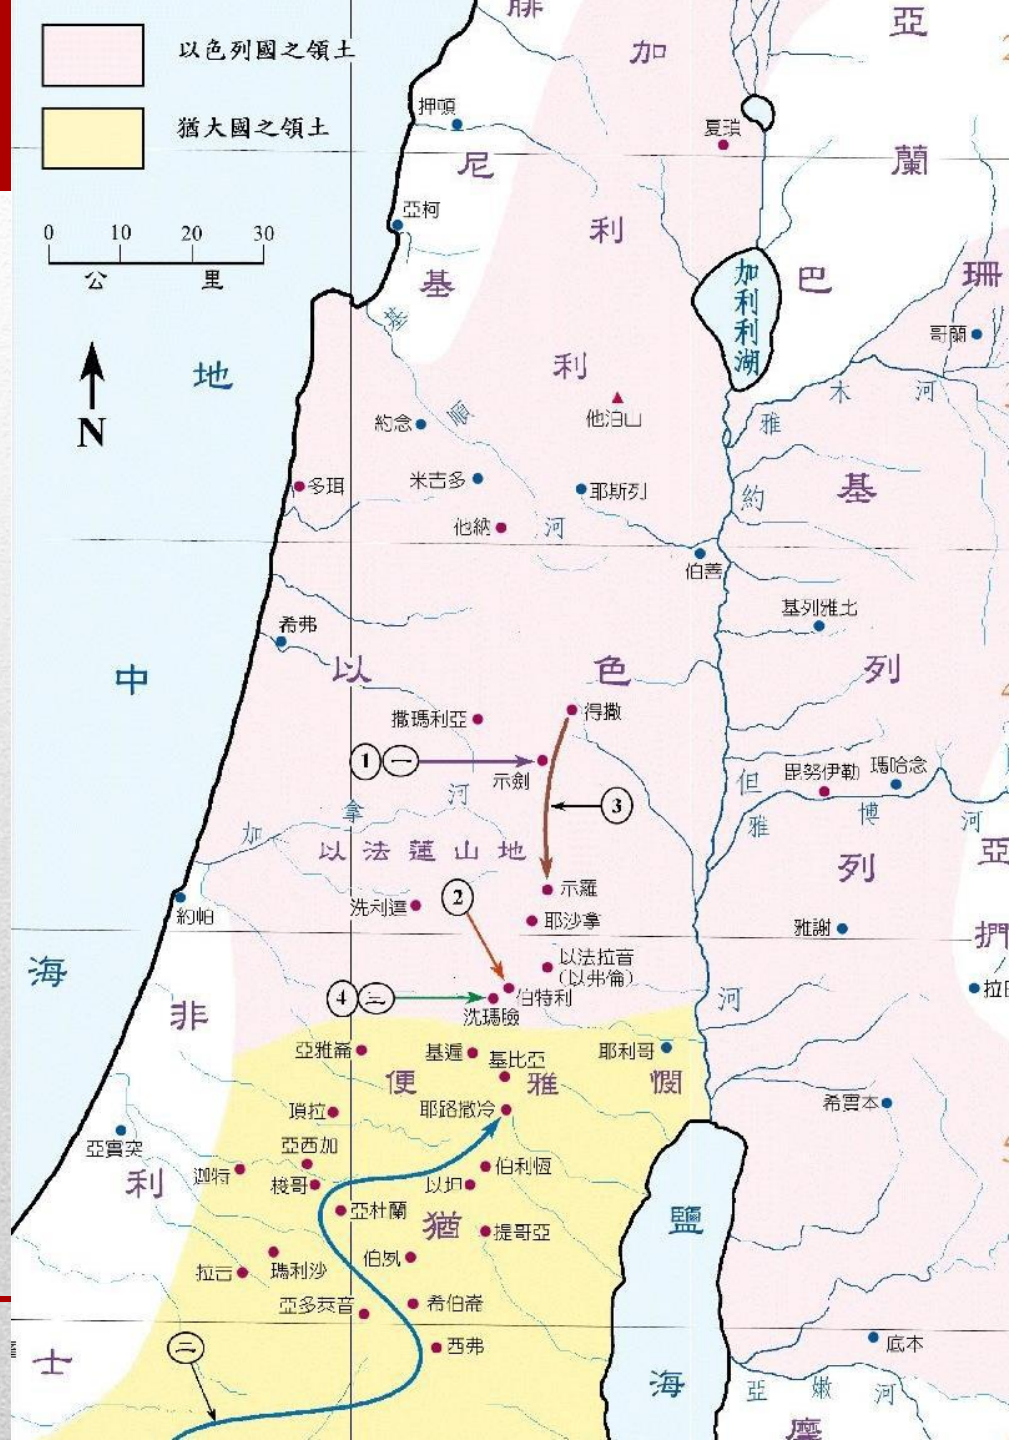 以色列國之領土
猶大國之領土
0 10 20 30
公里
N
地
中
海
腓
尼
基
加
利
利
亞
蘭
巴
珊
押頓
夏瑣
亞柯
加利利湖
哥蘭
基
順
河
他泊山
雅
木
河
約念
多珥
米吉多
耶斯列
他納
伯善
約
基
列
基列雅比
希弗
以
色
列
撒瑪利亞
得撒
① 一
示劍
③
毘努伊勒
瑪哈念
但
雅
博
河
加
拿
河
以法蓮山地
示羅
②
洗利達
耶沙拿
約帕
雅謝
亞
捫
以法拉音
(以弗倫)
伯特利
④ 三
洗瑪臉
河
非
利
士
亞雅崙
基遍
基比亞
耶利哥
便
雅
憫
希實本
瑣拉
耶路撒冷
亞實突
亞西加
迦特
梭哥
伯利恆
以坦
亞杜蘭
猶
提哥亞
伯夙
拉吉
瑪利沙
亞多萊音
希伯崙
西弗
二
鹽
海
底本
亞
嫩
河
摩